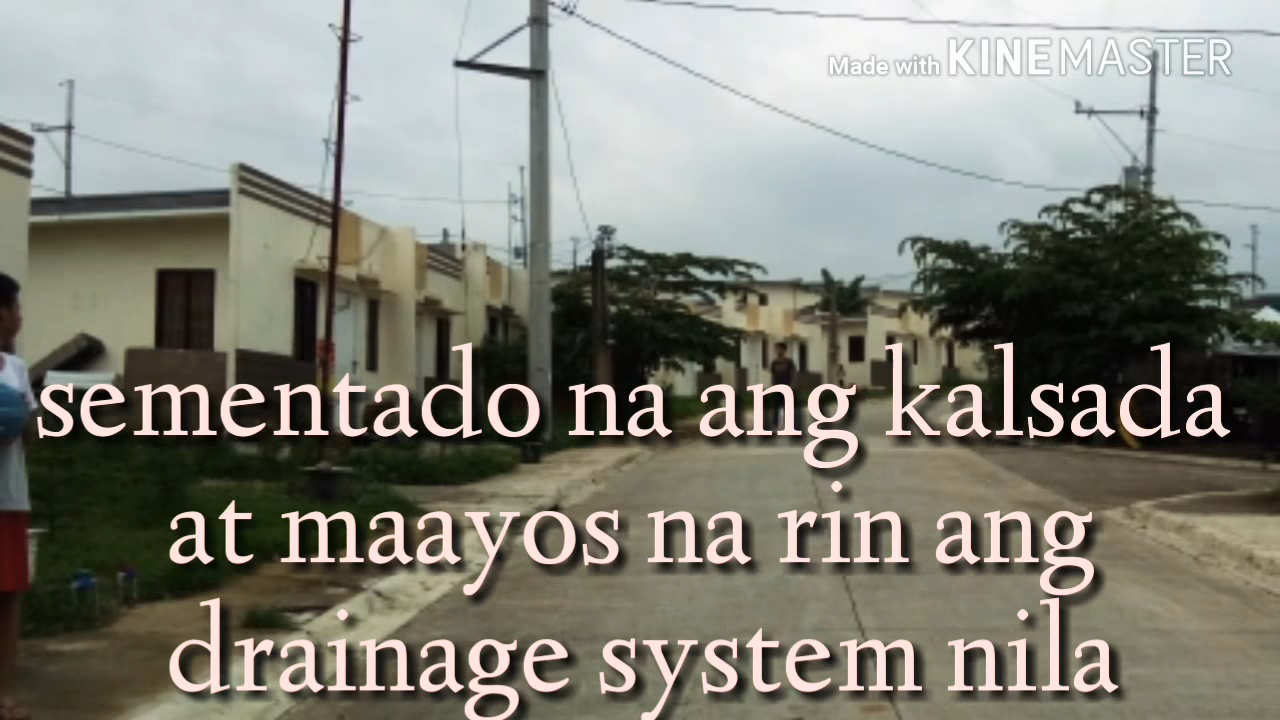 Made with KINEMASTER
sementado na ang kalsada
at maayos na rin ang
drainage system nila